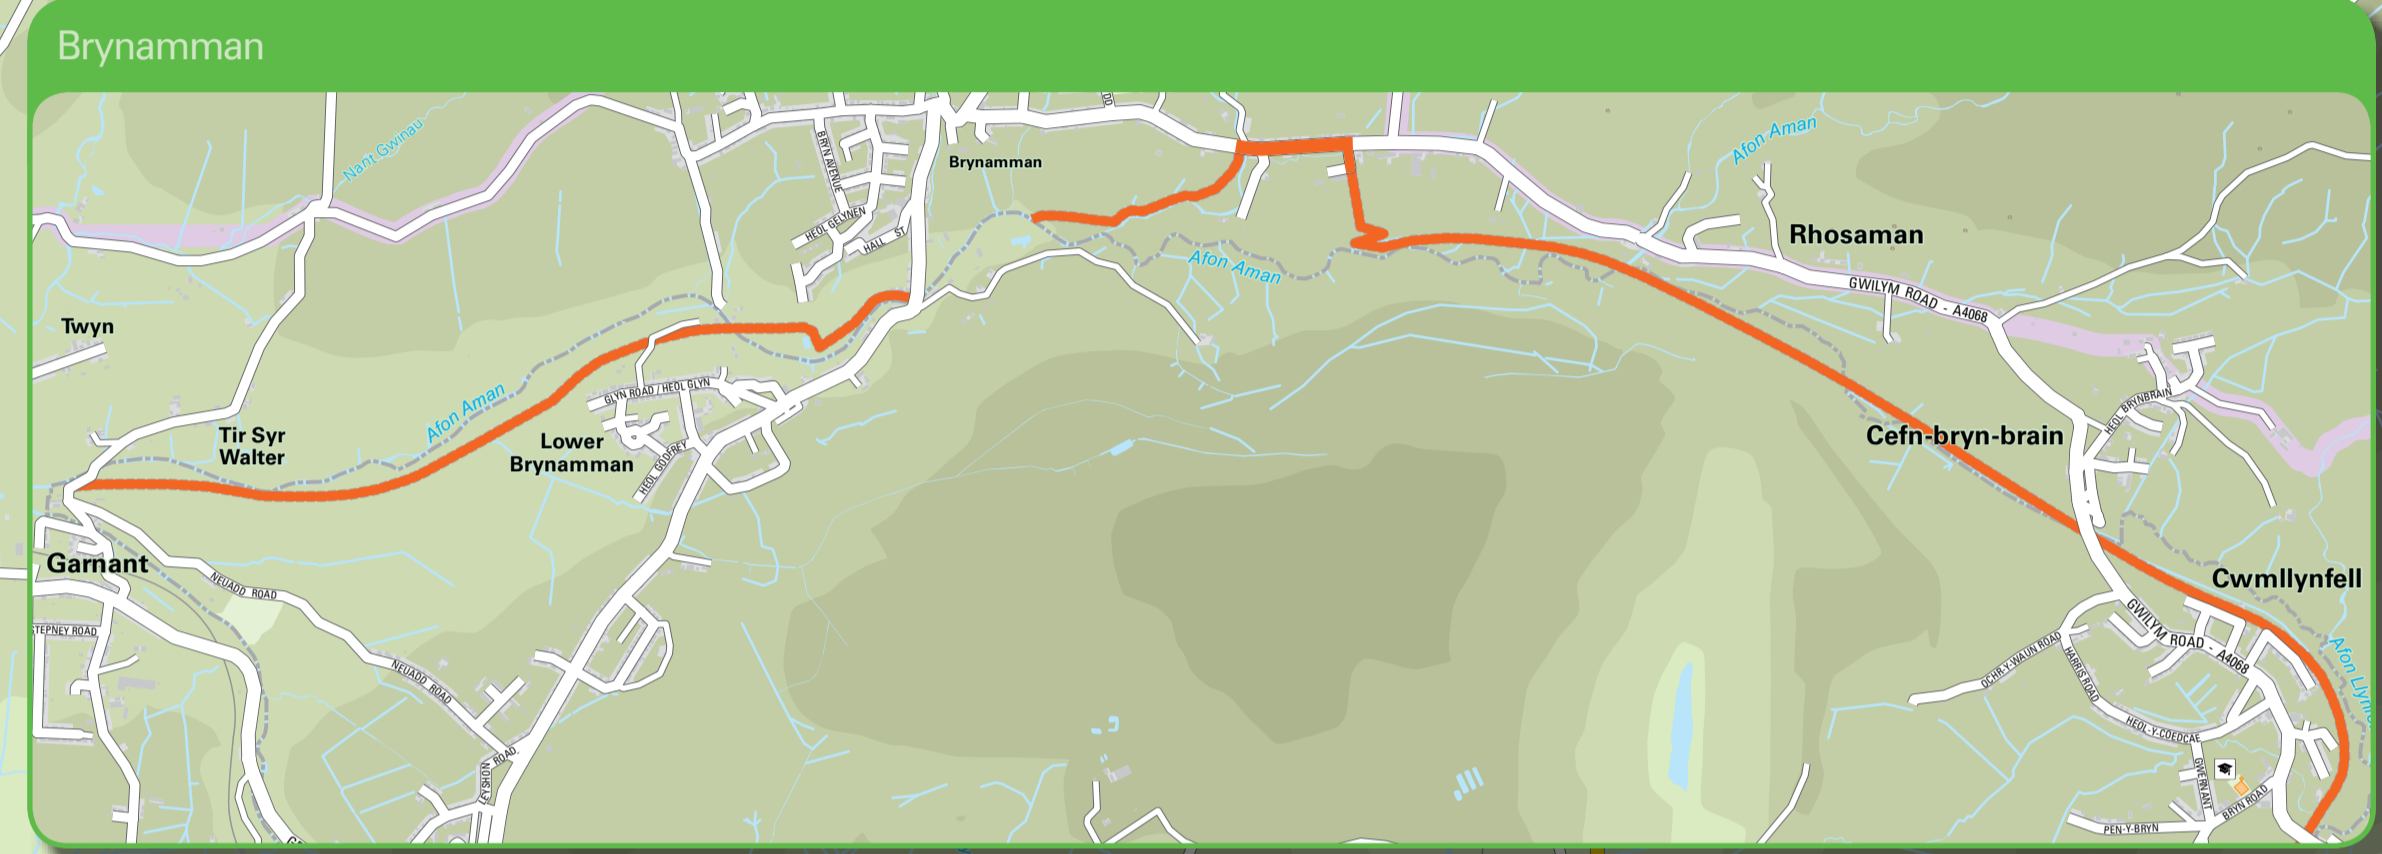 Brynamman
Nant Gwinau
BRYN AVENUE
Brynamman
Afon Aman
HEOL GELYNEN
HALL ST
Afon Aman
Rhosaman
GWILYM ROAD - A4068
Twyn
Afon Aman
GLYN ROAD / HEOL GLYN
HEOL BRYNBRAIN
Tir Syr
Walter
Lower
Brynamman
HEOL GODFREY
Cefn-bryn-brain
Garnant
NEUADD ROAD
Cwmllynfell
STEPNEY ROAD
GWILYM ROAD - A4068
OCHR-Y-WAUN ROAD
HARRIS ROAD
NEUADD ROAD
HEOL-Y-COEDCAE
LEYSHON ROAD
GWERNANT
BRYN ROAD
PEN-Y-BRYN